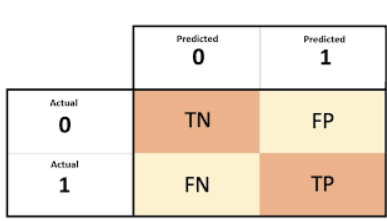 Predicted Predicted
0 1
Actual
0 TN FP
Actual
1 FN TP